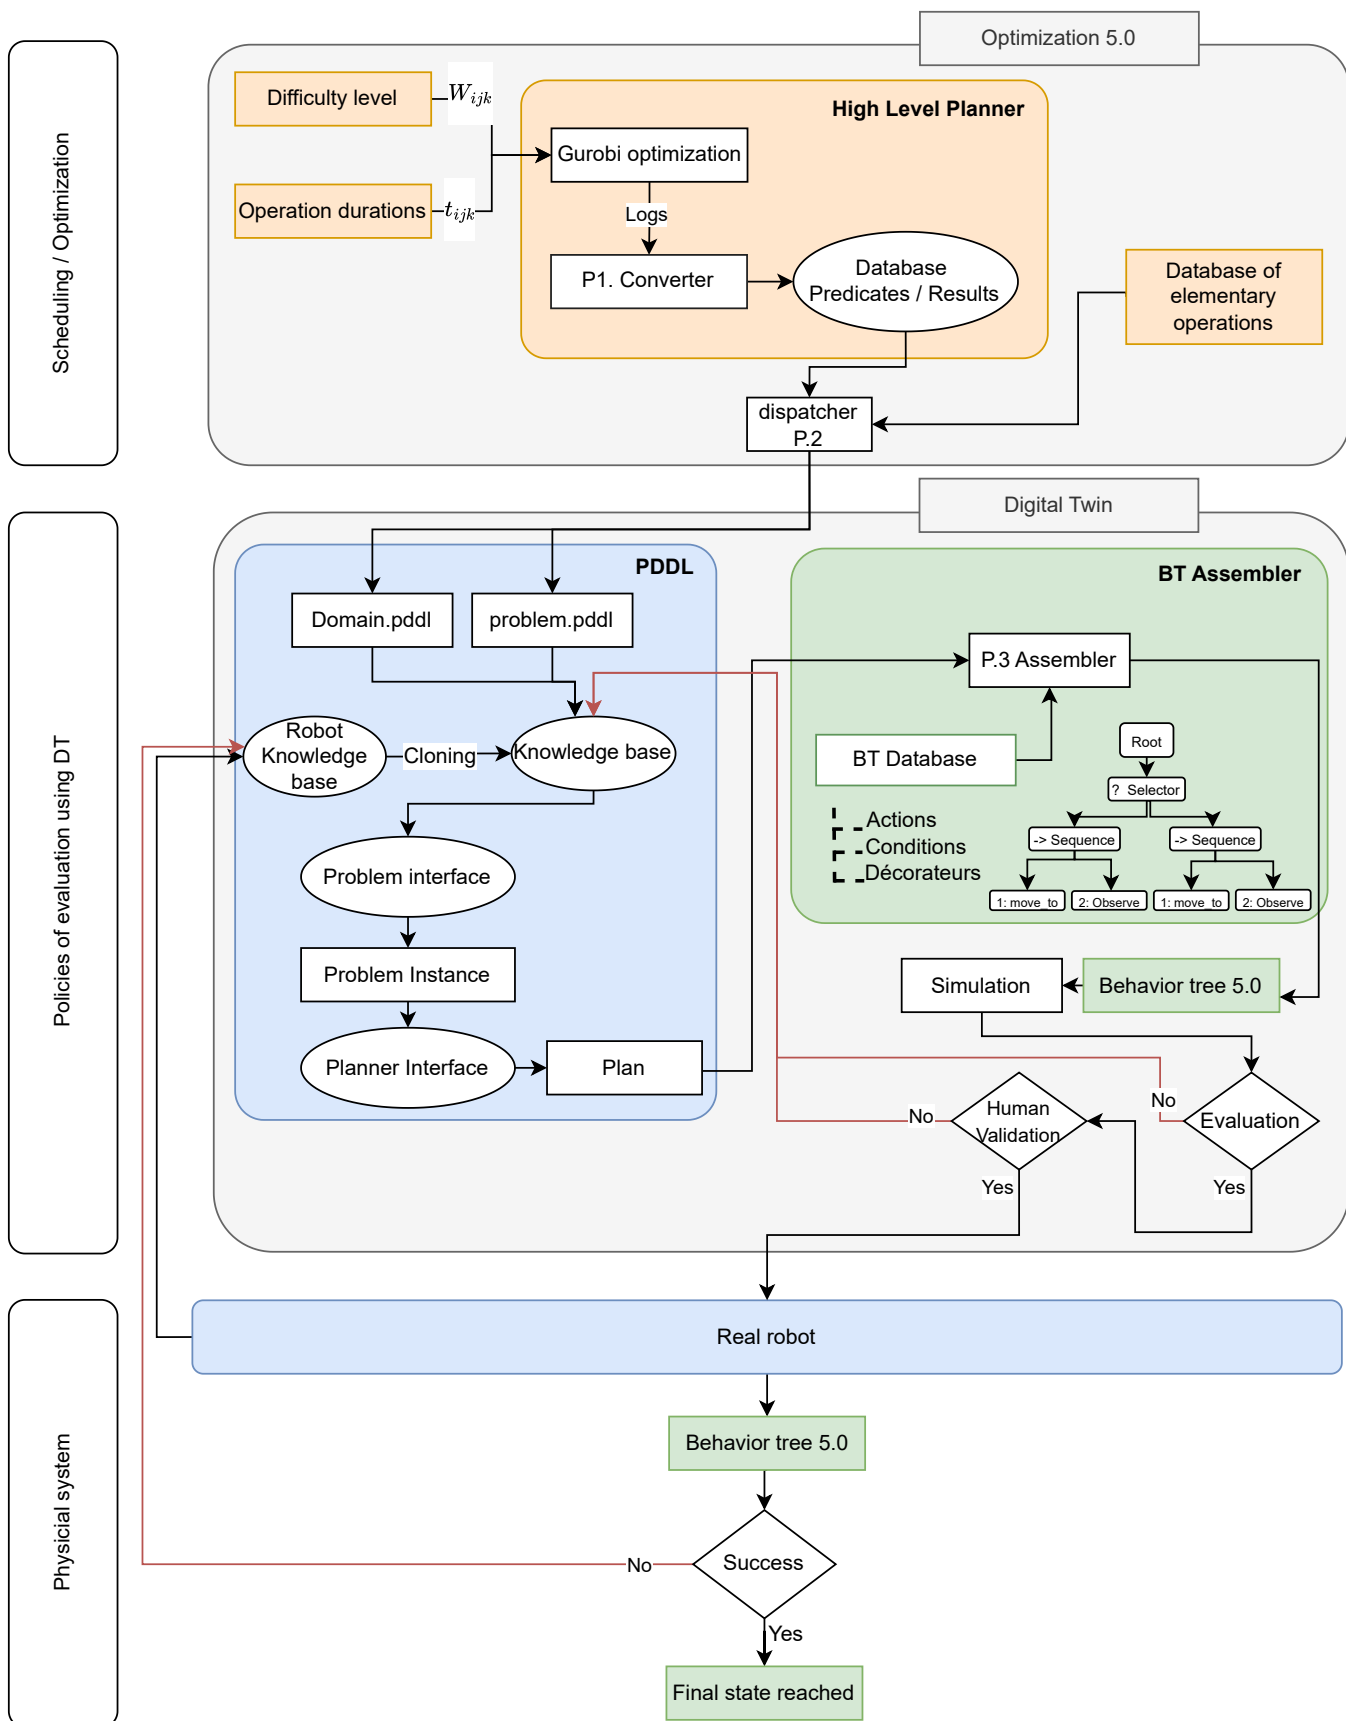 Optimization 5.0
Scheduling / Optimization
Difficulty level
W_{ijk}
High Level Planner
Gurobi optimization
Operation durations
t_{ijk}
Logs
P1. Converter
Database
Predicates / Results
Database of
elementary
operations
dispatcher
P.2
Digital Twin
Policies of evaluation using DT
PDDL
Domain.pddl
problem.pddl
Robot
Knowledge
base
Cloning
Knowledge base
Problem interface
Problem Instance
Planner Interface
Plan
BT Assembler
P.3 Assembler
BT Database
Root
? Selector
-> Sequence
-> Sequence
1: move_to
2: Observe
1: move_to
2: Observe
Actions
Conditions
Décorateurs
Simulation
Behavior tree 5.0
No
Evaluation
Yes
Human
Validation
No
Yes
Physicial system
Real robot
Behavior tree 5.0
Success
No
Yes
Final state reached